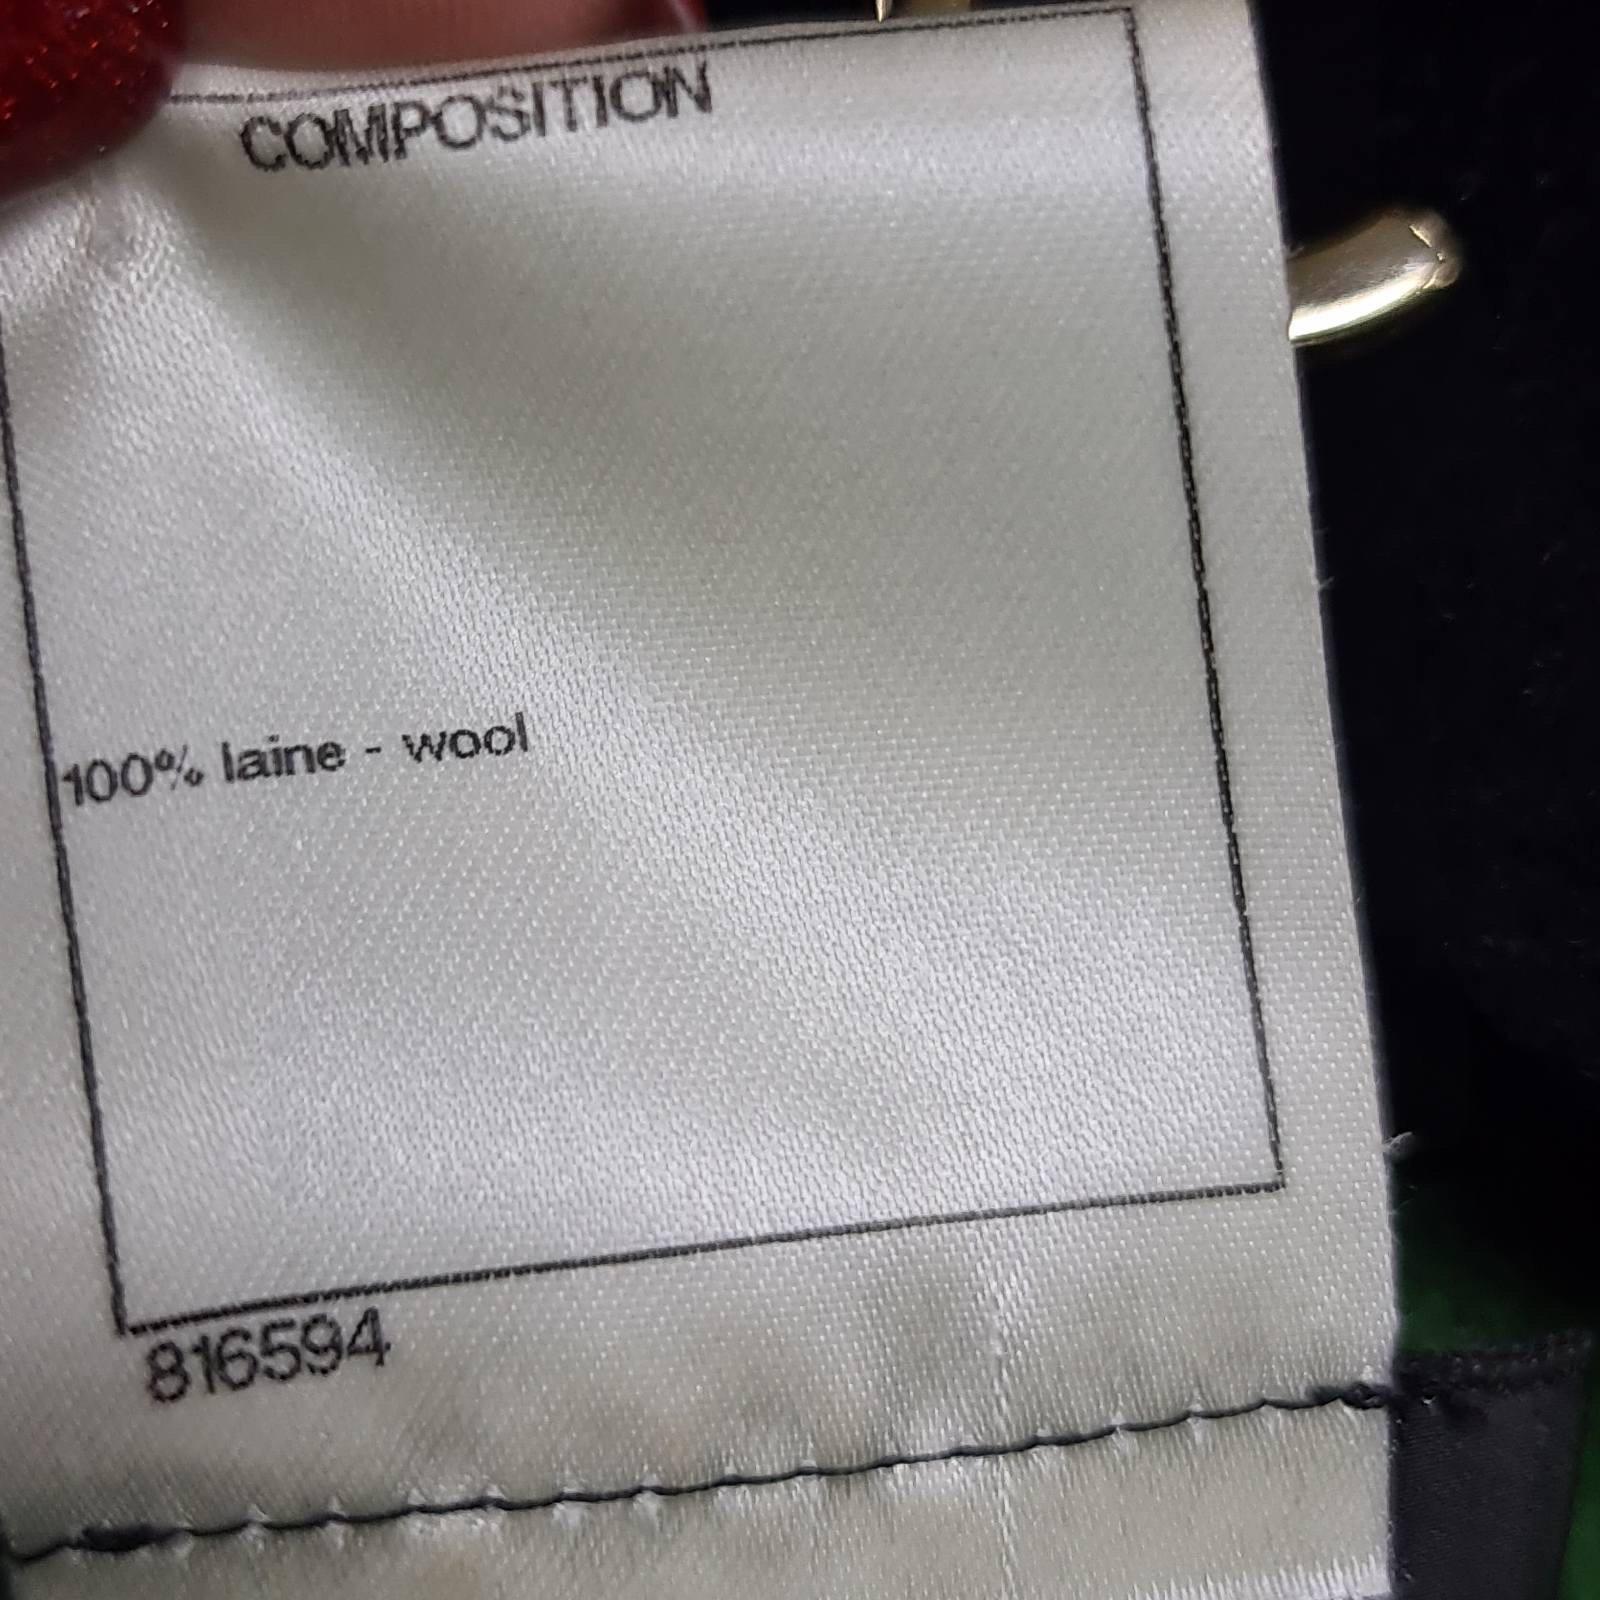 COMPOSITION
100% laine - wool
816594